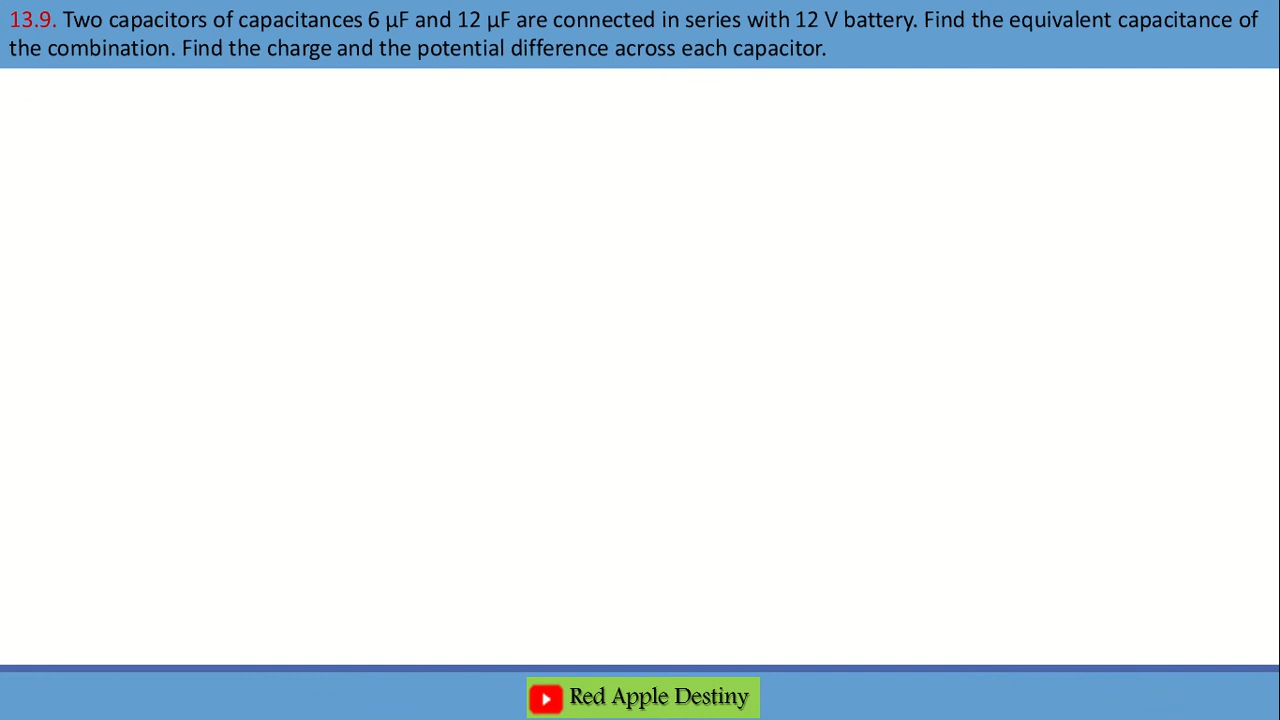 13.9. Two capacitors of capacitances 6 μF and 12 μF are connected in series with 12 V battery. Find the equivalent capacitance of
the combination. Find the charge and the potential difference across each capacitor.
Red Apple Destiny